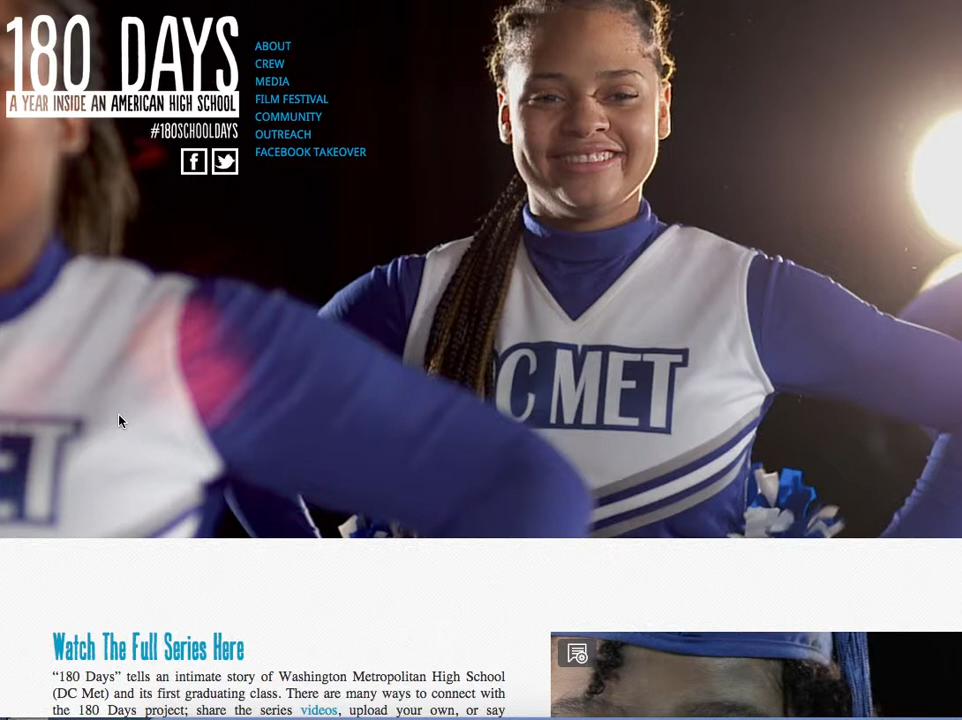 180 DAYS
A YEAR INSIDE AN AMERICAN HIGH SCHOOL
#180SCHOOLDAYS
ABOUT
CREW
MEDIA
FILM FESTIVAL
COMMUNITY
OUTREACH
FACEBOOK TAKEOVER
DC MET
ET
Watch The Full Series Here
“180 Days” tells an intimate story of Washington Metropolitan High School
(DC Met) and its first graduating class. There are many ways to connect with
the 180 Days project; share the series videos, upload your own, or say